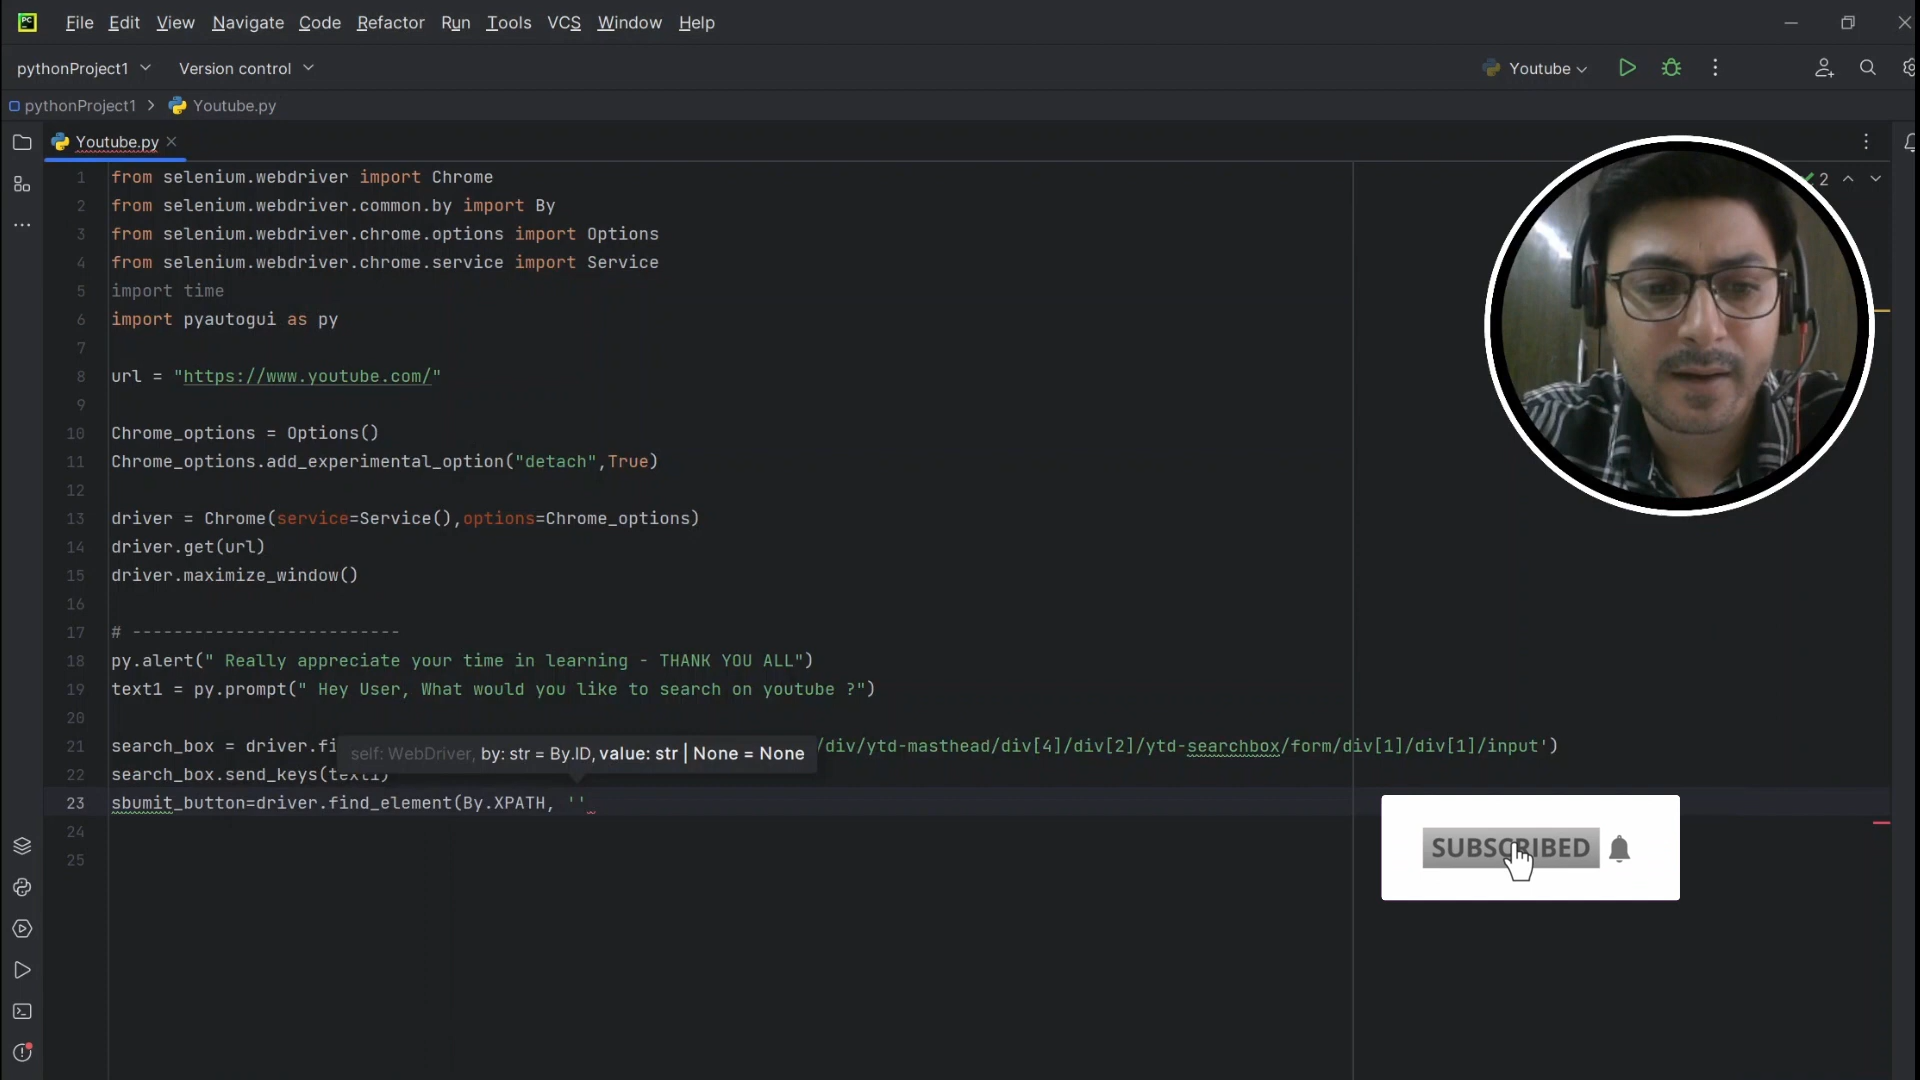 PC File Edit View Navigate Code Refactor Run Tools VCS Window Help
pythonProject1 Version control Youtube
pythonProject1 Youtube.py
Youtube.py
2
1 from selenium.webdriver import Chrome
2 from selenium.webdriver.common.by import By
3 from selenium.webdriver.chrome.options import Options
4 from selenium.webdriver.chrome.service import Service
5 import time
6 import pyautogui as py
7
8 url = "https://www.youtube.com/"
9
10 Chrome_options = Options()
11 Chrome_options.add_experimental_option("detach",True)
12
13 driver = Chrome(service=Service(),options=Chrome_options)
14 driver.get(url)
15 driver.maximize_window()
16
17 # --------------------------
18 py.alert(" Really appreciate your time in learning - THANK YOU ALL")
19 text1 = py.prompt(" Hey User, What would you like to search on youtube ?")
20
21 search_box = driver.fi /div/ytd-masthead/div[4]/div[2]/ytd-searchbox/form/div[1]/div[1]/input')
self: WebDriver, by: str = By.ID, value: str | None = None
22 search_box.send_keys(text1)
23 sbumit_button=driver.find_element(By.XPATH, ''
24
25
SUBSCRIBED